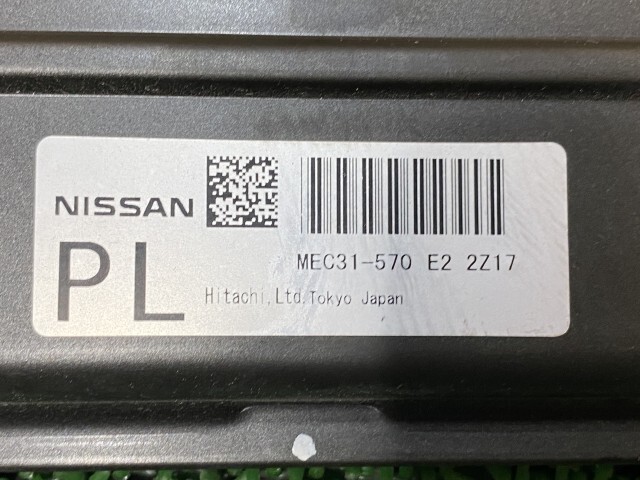 NISSAN
PL
MEC31-570 E2 2Z17
Hitachi,Ltd.Tokyo Japan